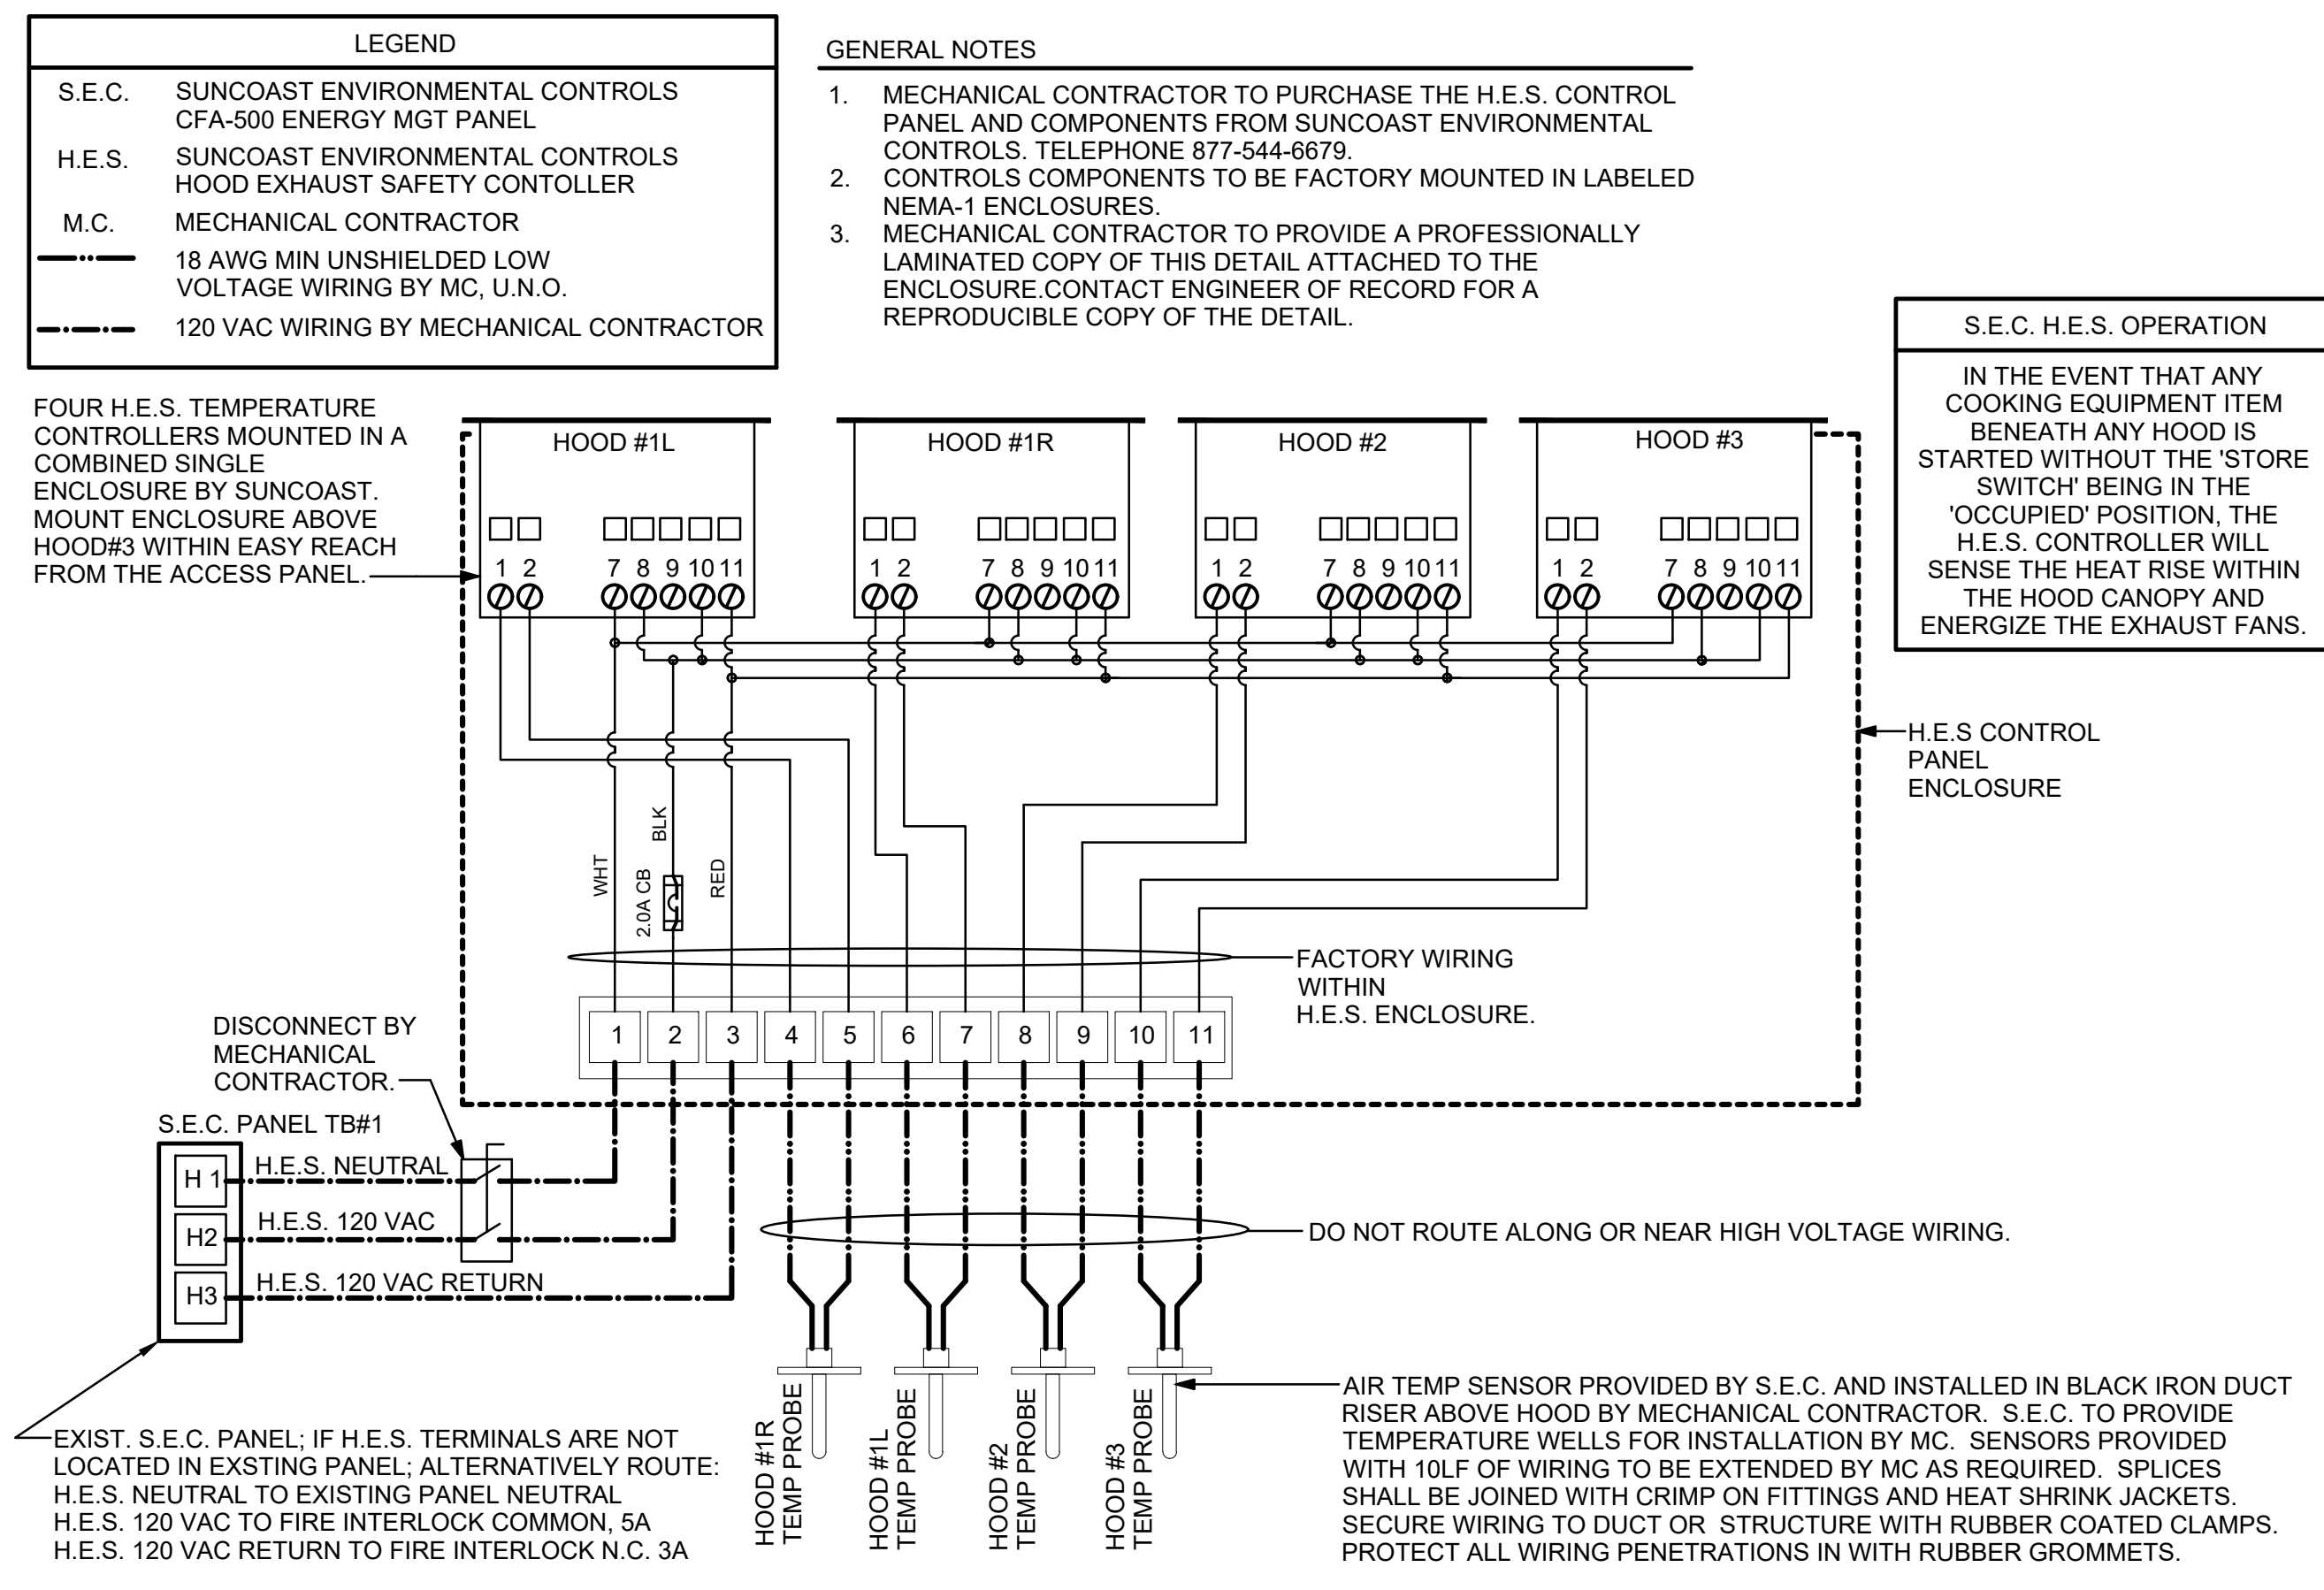 LEGEND
S.E.C. SUNCOAST ENVIRONMENTAL CONTROLS
CFA-500 ENERGY MGT PANEL
H.E.S. SUNCOAST ENVIRONMENTAL CONTROLS
HOOD EXHAUST SAFETY CONTOLLER
M.C. MECHANICAL CONTRACTOR
18 AWG MIN UNSHIELDED LOW
VOLTAGE WIRING BY MC, U.N.O.
120 VAC WIRING BY MECHANICAL CONTRACTOR
GENERAL NOTES
1. MECHANICAL CONTRACTOR TO PURCHASE THE H.E.S. CONTROL
PANEL AND COMPONENTS FROM SUNCOAST ENVIRONMENTAL
CONTROLS. TELEPHONE 877-544-6679.
2. CONTROLS COMPONENTS TO BE FACTORY MOUNTED IN LABELED
NEMA-1 ENCLOSURES.
3. MECHANICAL CONTRACTOR TO PROVIDE A PROFESSIONALLY
LAMINATED COPY OF THIS DETAIL ATTACHED TO THE
ENCLOSURE.CONTACT ENGINEER OF RECORD FOR A
REPRODUCIBLE COPY OF THE DETAIL.
S.E.C. H.E.S. OPERATION
IN THE EVENT THAT ANY
COOKING EQUIPMENT ITEM
BENEATH ANY HOOD IS
STARTED WITHOUT THE 'STORE
SWITCH' BEING IN THE
'OCCUPIED' POSITION, THE
H.E.S. CONTROLLER WILL
SENSE THE HEAT RISE WITHIN
THE HOOD CANOPY AND
ENERGIZE THE EXHAUST FANS.
FOUR H.E.S. TEMPERATURE
CONTROLLERS MOUNTED IN A
COMBINED SINGLE
ENCLOSURE BY SUNCOAST.
MOUNT ENCLOSURE ABOVE
HOOD#3 WITHIN EASY REACH
FROM THE ACCESS PANEL.
HOOD #1L
1 2 7 8 9 10 11
HOOD #1R
1 2 7 8 9 10 11
HOOD #2
1 2 7 8 9 10 11
HOOD #3
1 2 7 8 9 10 11
H.E.S CONTROL
PANEL
ENCLOSURE
WHT
2.0A CB
BLK
RED
FACTORY WIRING
WITHIN
H.E.S. ENCLOSURE.
1 2 3 4 5 6 7 8 9 10 11
DISCONNECT BY
MECHANICAL
CONTRACTOR.
S.E.C. PANEL TB#1
H 1 H.E.S. NEUTRAL
H2 H.E.S. 120 VAC
H3 H.E.S. 120 VAC RETURN
DO NOT ROUTE ALONG OR NEAR HIGH VOLTAGE WIRING.
HOOD #1R
TEMP PROBE
HOOD #1L
TEMP PROBE
HOOD #2
TEMP PROBE
HOOD #3
TEMP PROBE
EXIST. S.E.C. PANEL; IF H.E.S. TERMINALS ARE NOT
LOCATED IN EXSTING PANEL; ALTERNATIVELY ROUTE:
H.E.S. NEUTRAL TO EXISTING PANEL NEUTRAL
H.E.S. 120 VAC TO FIRE INTERLOCK COMMON, 5A
H.E.S. 120 VAC RETURN TO FIRE INTERLOCK N.C. 3A
AIR TEMP SENSOR PROVIDED BY S.E.C. AND INSTALLED IN BLACK IRON DUCT
RISER ABOVE HOOD BY MECHANICAL CONTRACTOR. S.E.C. TO PROVIDE
TEMPERATURE WELLS FOR INSTALLATION BY MC. SENSORS PROVIDED
WITH 10LF OF WIRING TO BE EXTENDED BY MC AS REQUIRED. SPLICES
SHALL BE JOINED WITH CRIMP ON FITTINGS AND HEAT SHRINK JACKETS.
SECURE WIRING TO DUCT OR STRUCTURE WITH RUBBER COATED CLAMPS.
PROTECT ALL WIRING PENETRATIONS IN WITH RUBBER GROMMETS.